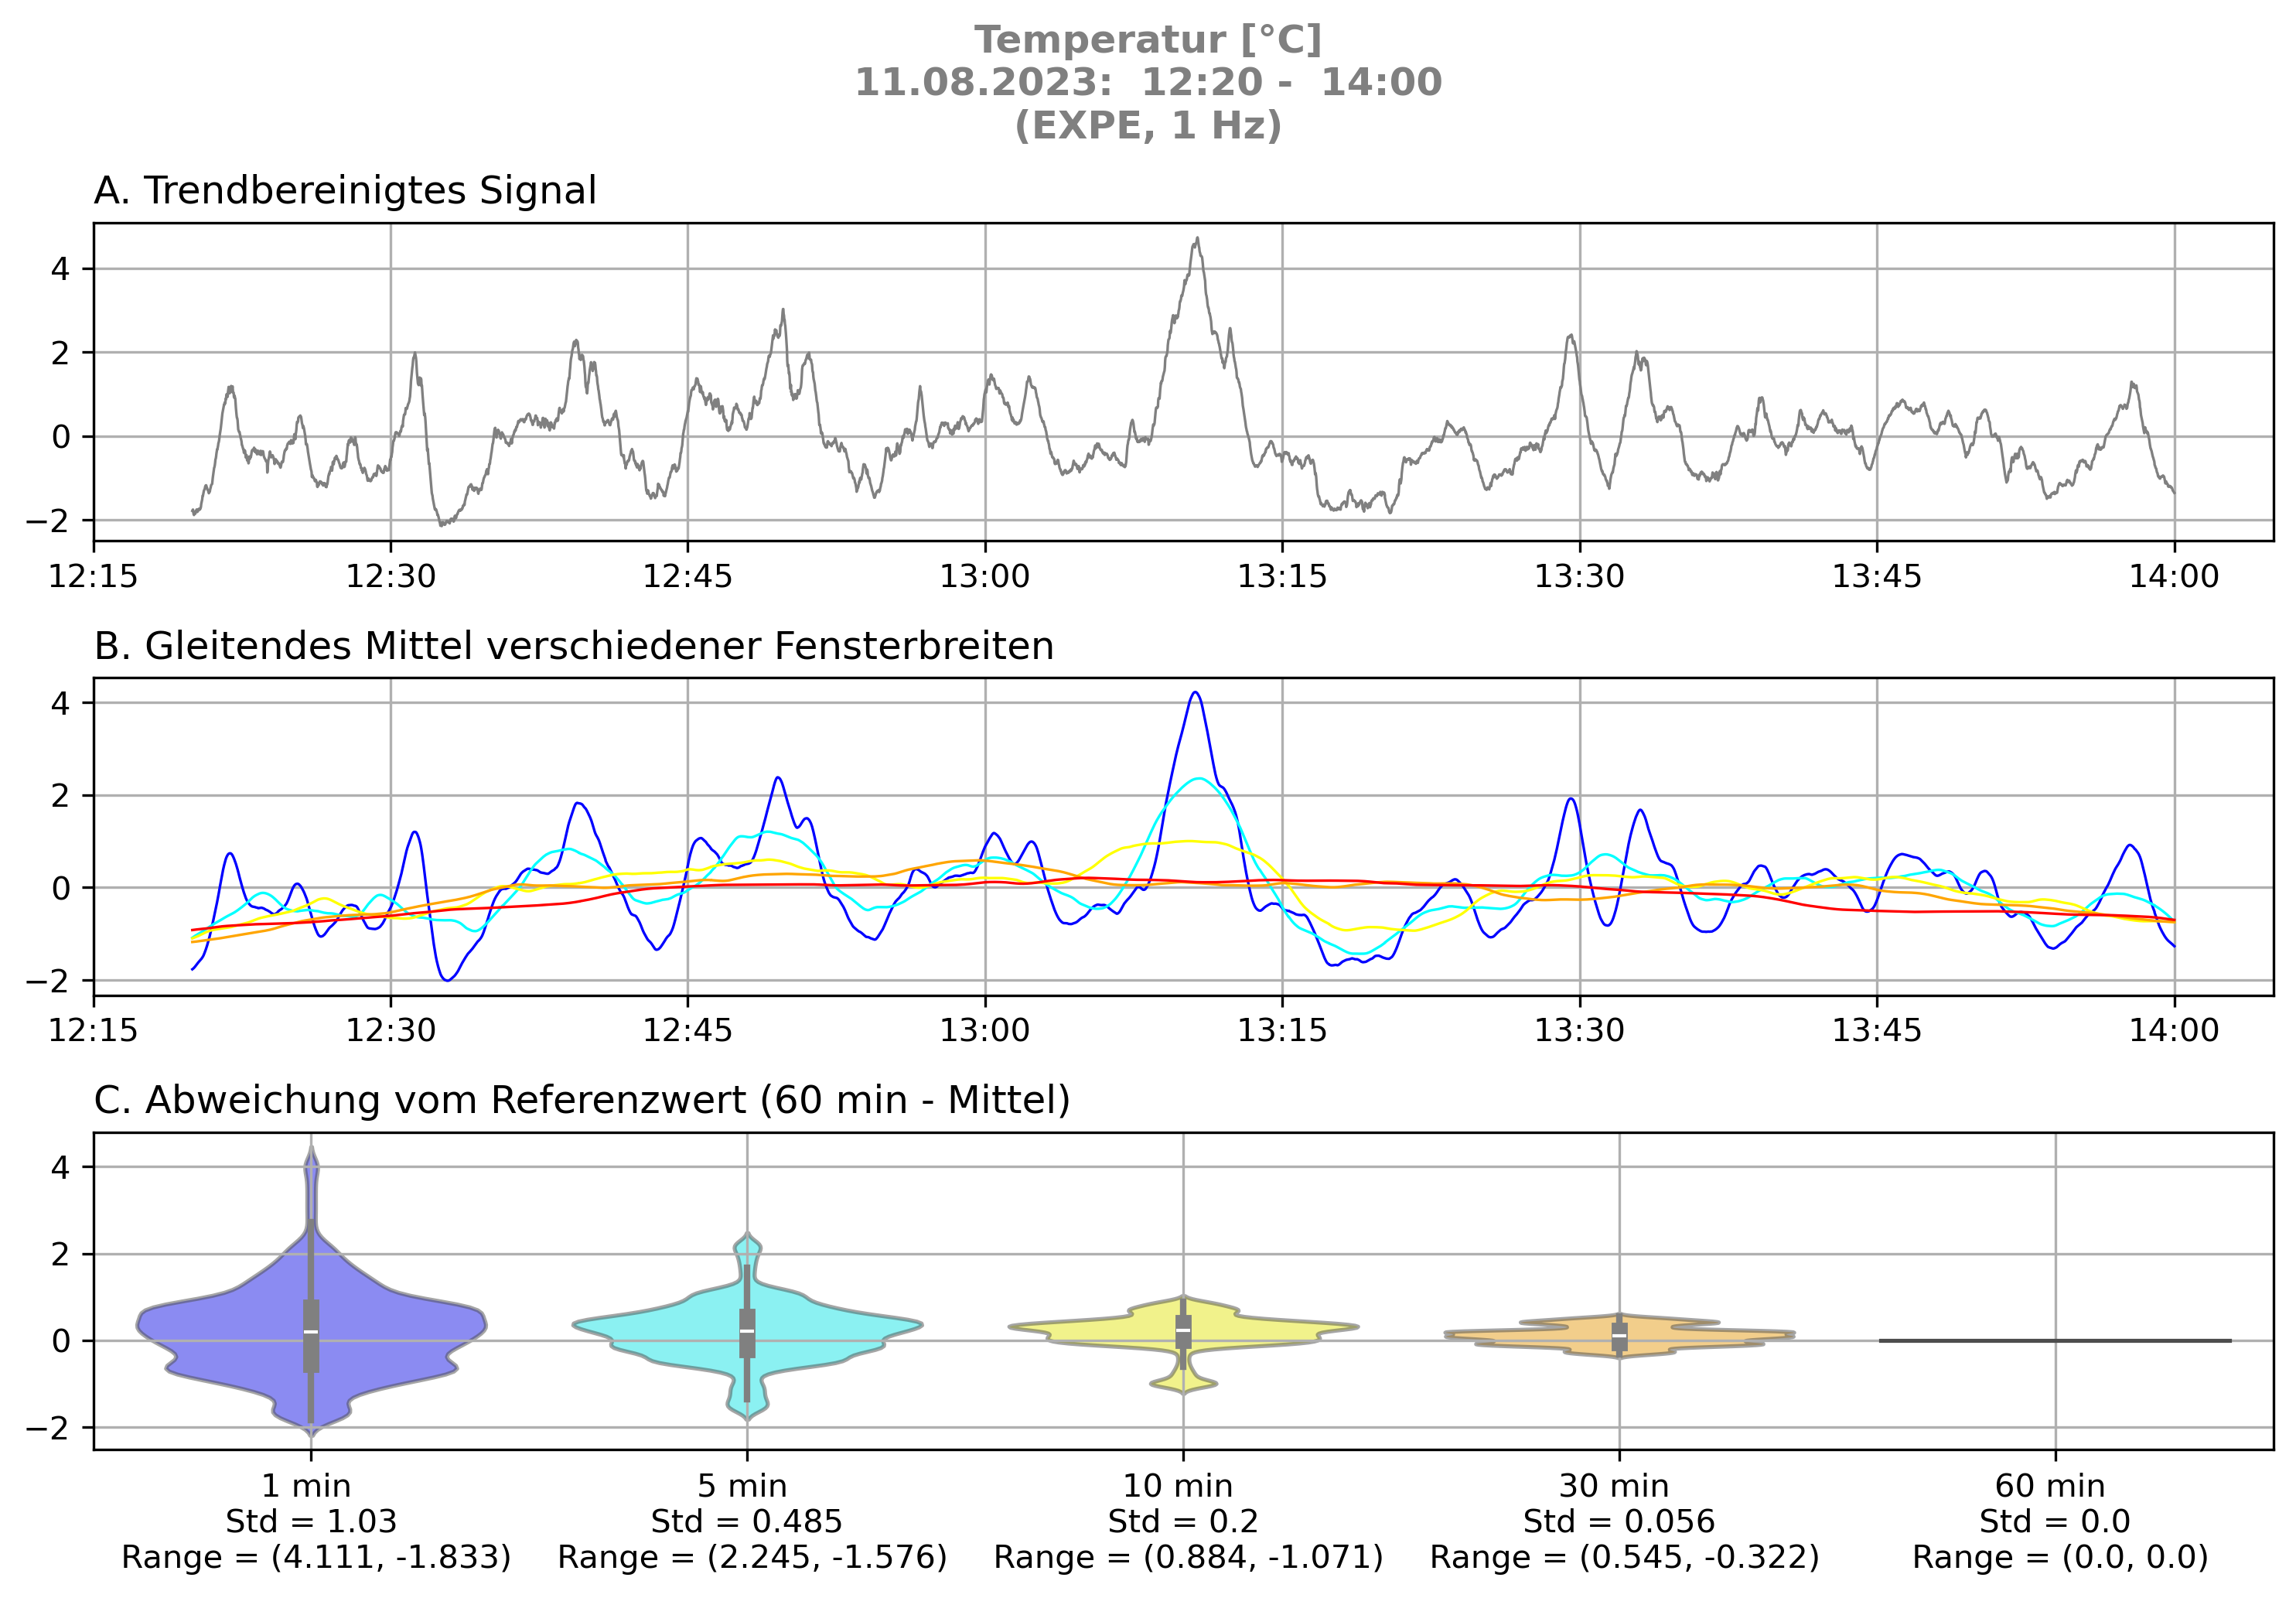 Temperatur [°C]
11.08.2023:  12:20 -  14:00
(EXPE, 1 Hz)
A. Trendbereinigtes Signal
4
2
0
−2
12:15 12:30 12:45 13:00 13:15 13:30 13:45 14:00
B. Gleitendes Mittel verschiedener Fensterbreiten
4
2
0
−2
12:15 12:30 12:45 13:00 13:15 13:30 13:45 14:00
C. Abweichung vom Referenzwert (60 min - Mittel)
4
2
0
−2
1 min 5 min 10 min 30 min 60 min
Std = 1.03 Std = 0.485 Std = 0.2 Std = 0.056 Std = 0.0
Range = (4.111, -1.833) Range = (2.245, -1.576) Range = (0.884, -1.071) Range = (0.545, -0.322) Range = (0.0, 0.0)